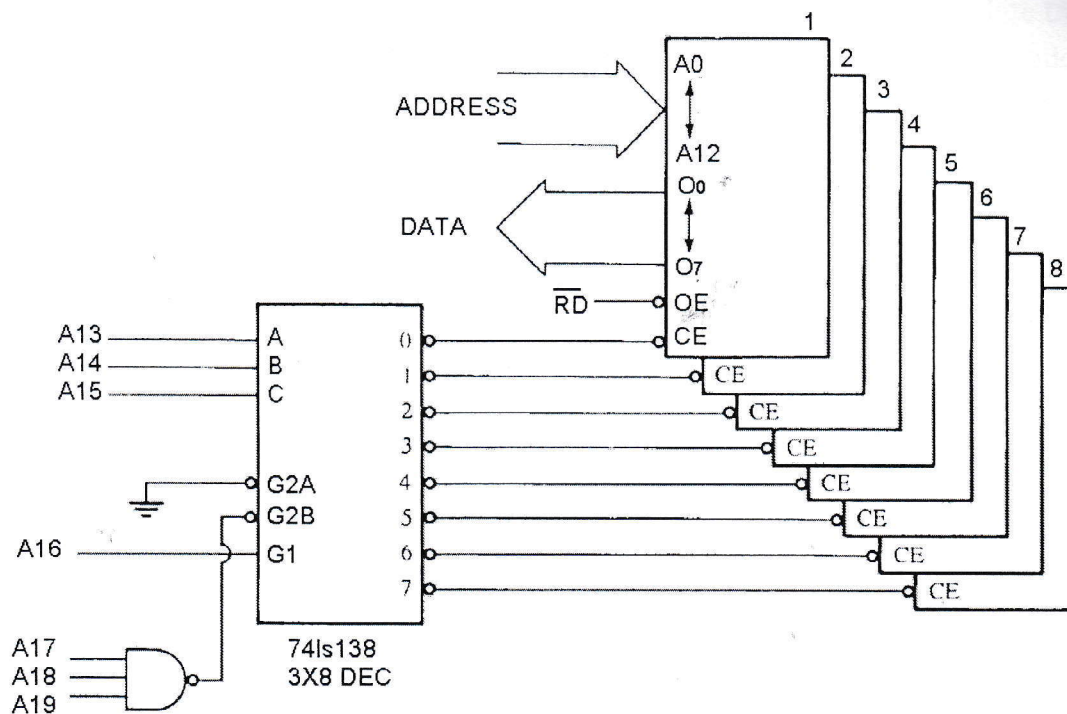 1
2
3
4
5
6
7
8
ADDRESS
A0
A12
O0
DATA
O7
RD
OE
CE
CE
CE
CE
CE
CE
CE
CE
A13
A14
A15
A
B
C
0
1
2
3
4
5
6
7
G2A
G2B
A16
G1
A17
A18
A19
74ls138
3X8 DEC